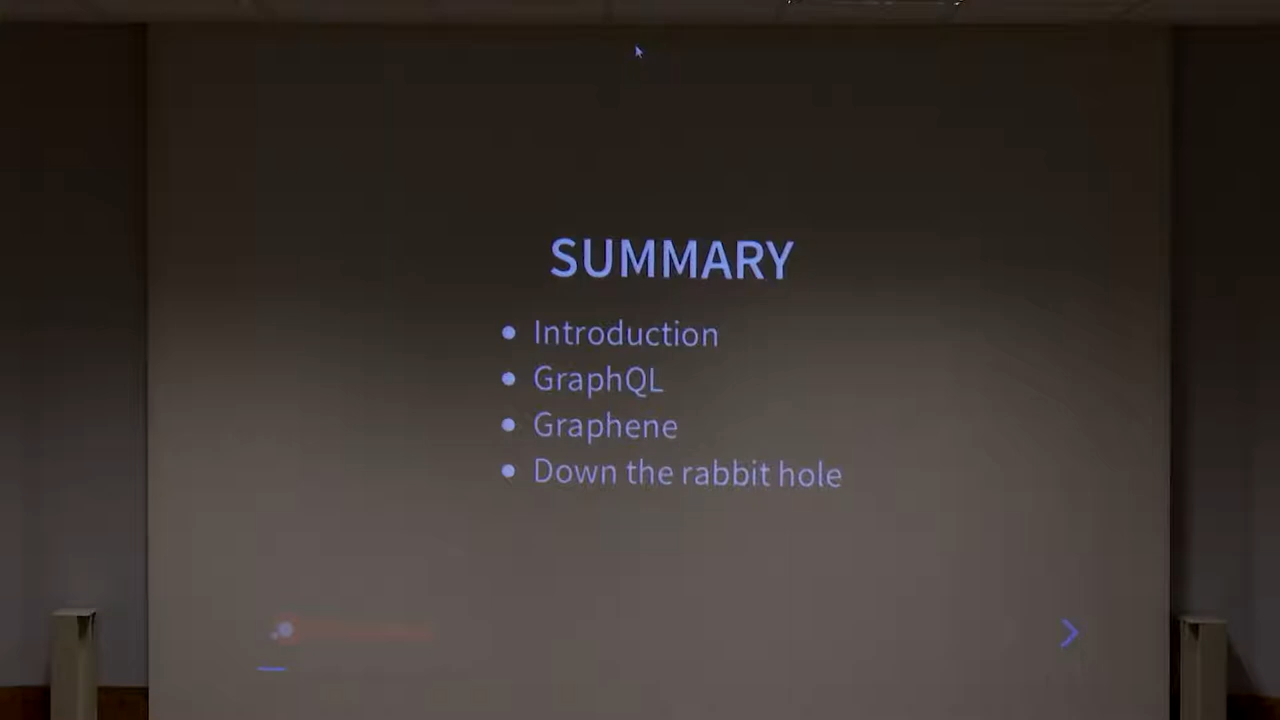 SUMMARY
Introduction
GraphQL
Graphene
Down the rabbit hole